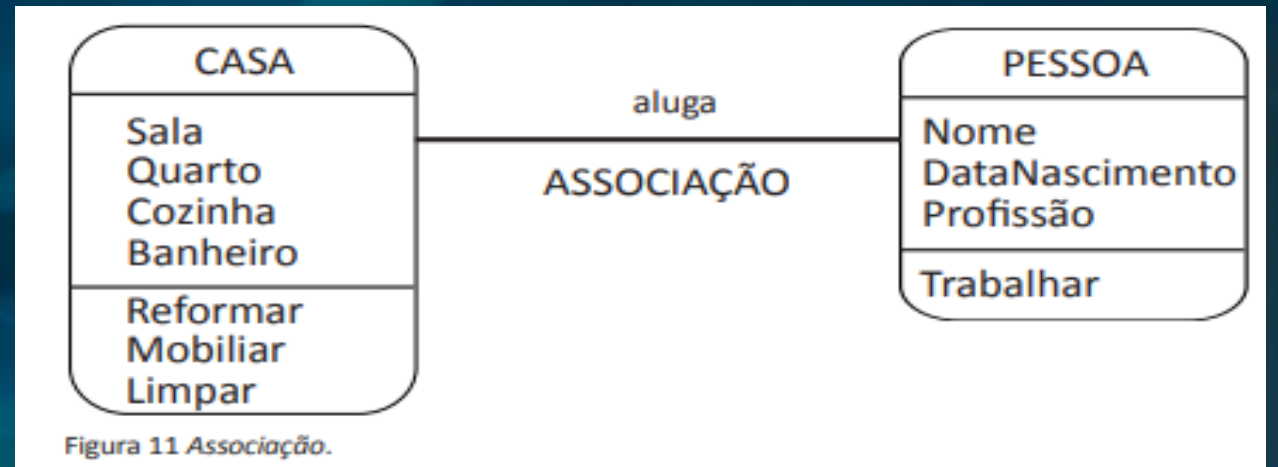 CASA
Sala
Quarto
Cozinha
Banheiro
Reformar
Mobiliar
Limpar
aluga
ASSOCIAÇÃO
PESSOA
Nome
DataNascimento
Profissão
Trabalhar
Figura 11 Associação.